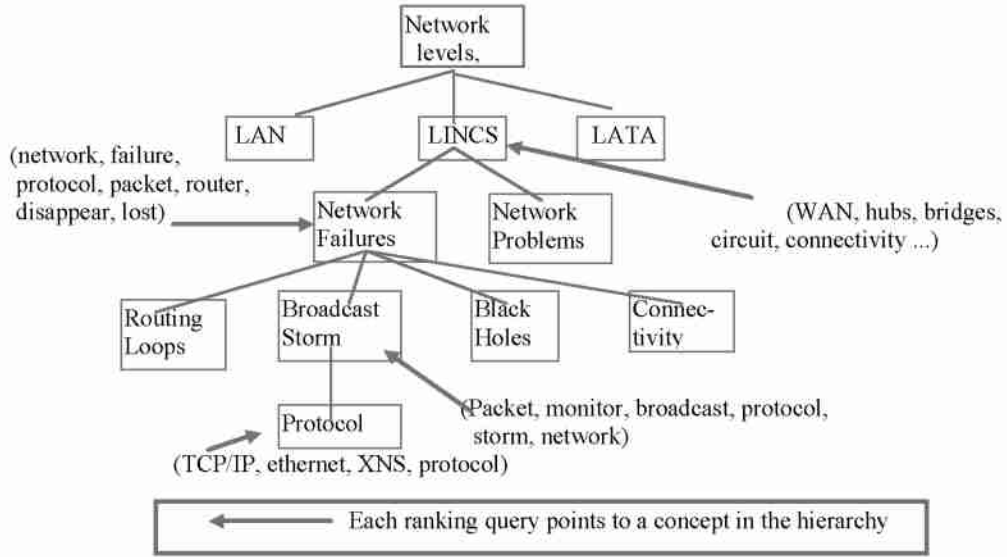 Network
levels,
LAN
LINCS
LATA
(network, failure,
protocol, packet, router,
disappear, lost)
Network
Failures
Network
Problems
(WAN, hubs, bridges,
circuit, connectivity ...)
Routing
Loops
Broadcast
Storm
Black
Holes
Connec-
tivity
Protocol
(Packet, monitor, broadcast, protocol,
storm, network)
(TCP/IP, ethernet, XNS, protocol)
Each ranking query points to a concept in the hierarchy